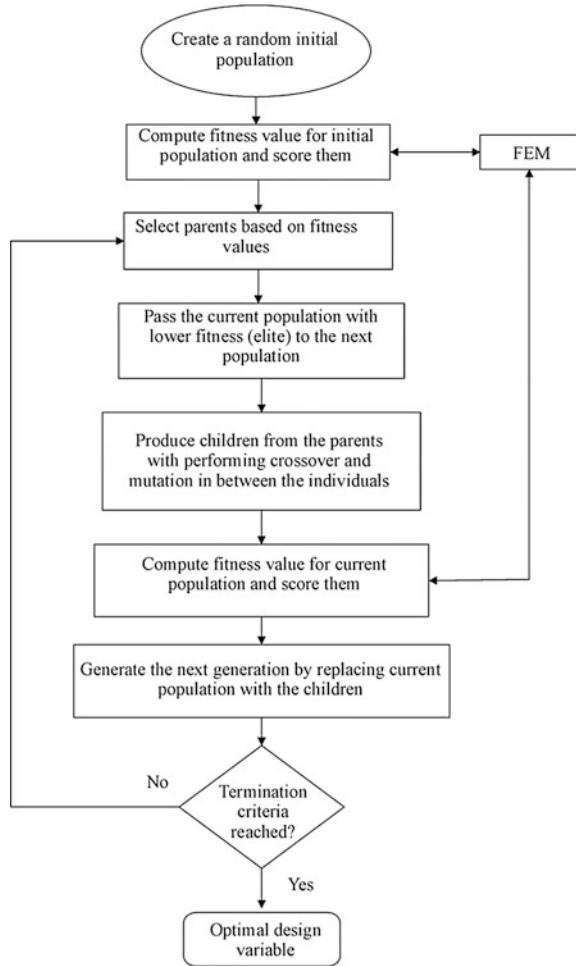 Create a random initial
population
Compute fitness value for initial
population and score them
FEM
Select parents based on fitness
values
Pass the current population with
lower fitness (elite) to the next
population
Produce children from the parents
with performing crossover and
mutation in between the individuals
Compute fitness value for current
population and score them
Generate the next generation by replacing current
population with the children
No
Termination
criteria
reached?
Yes
Optimal design
variable